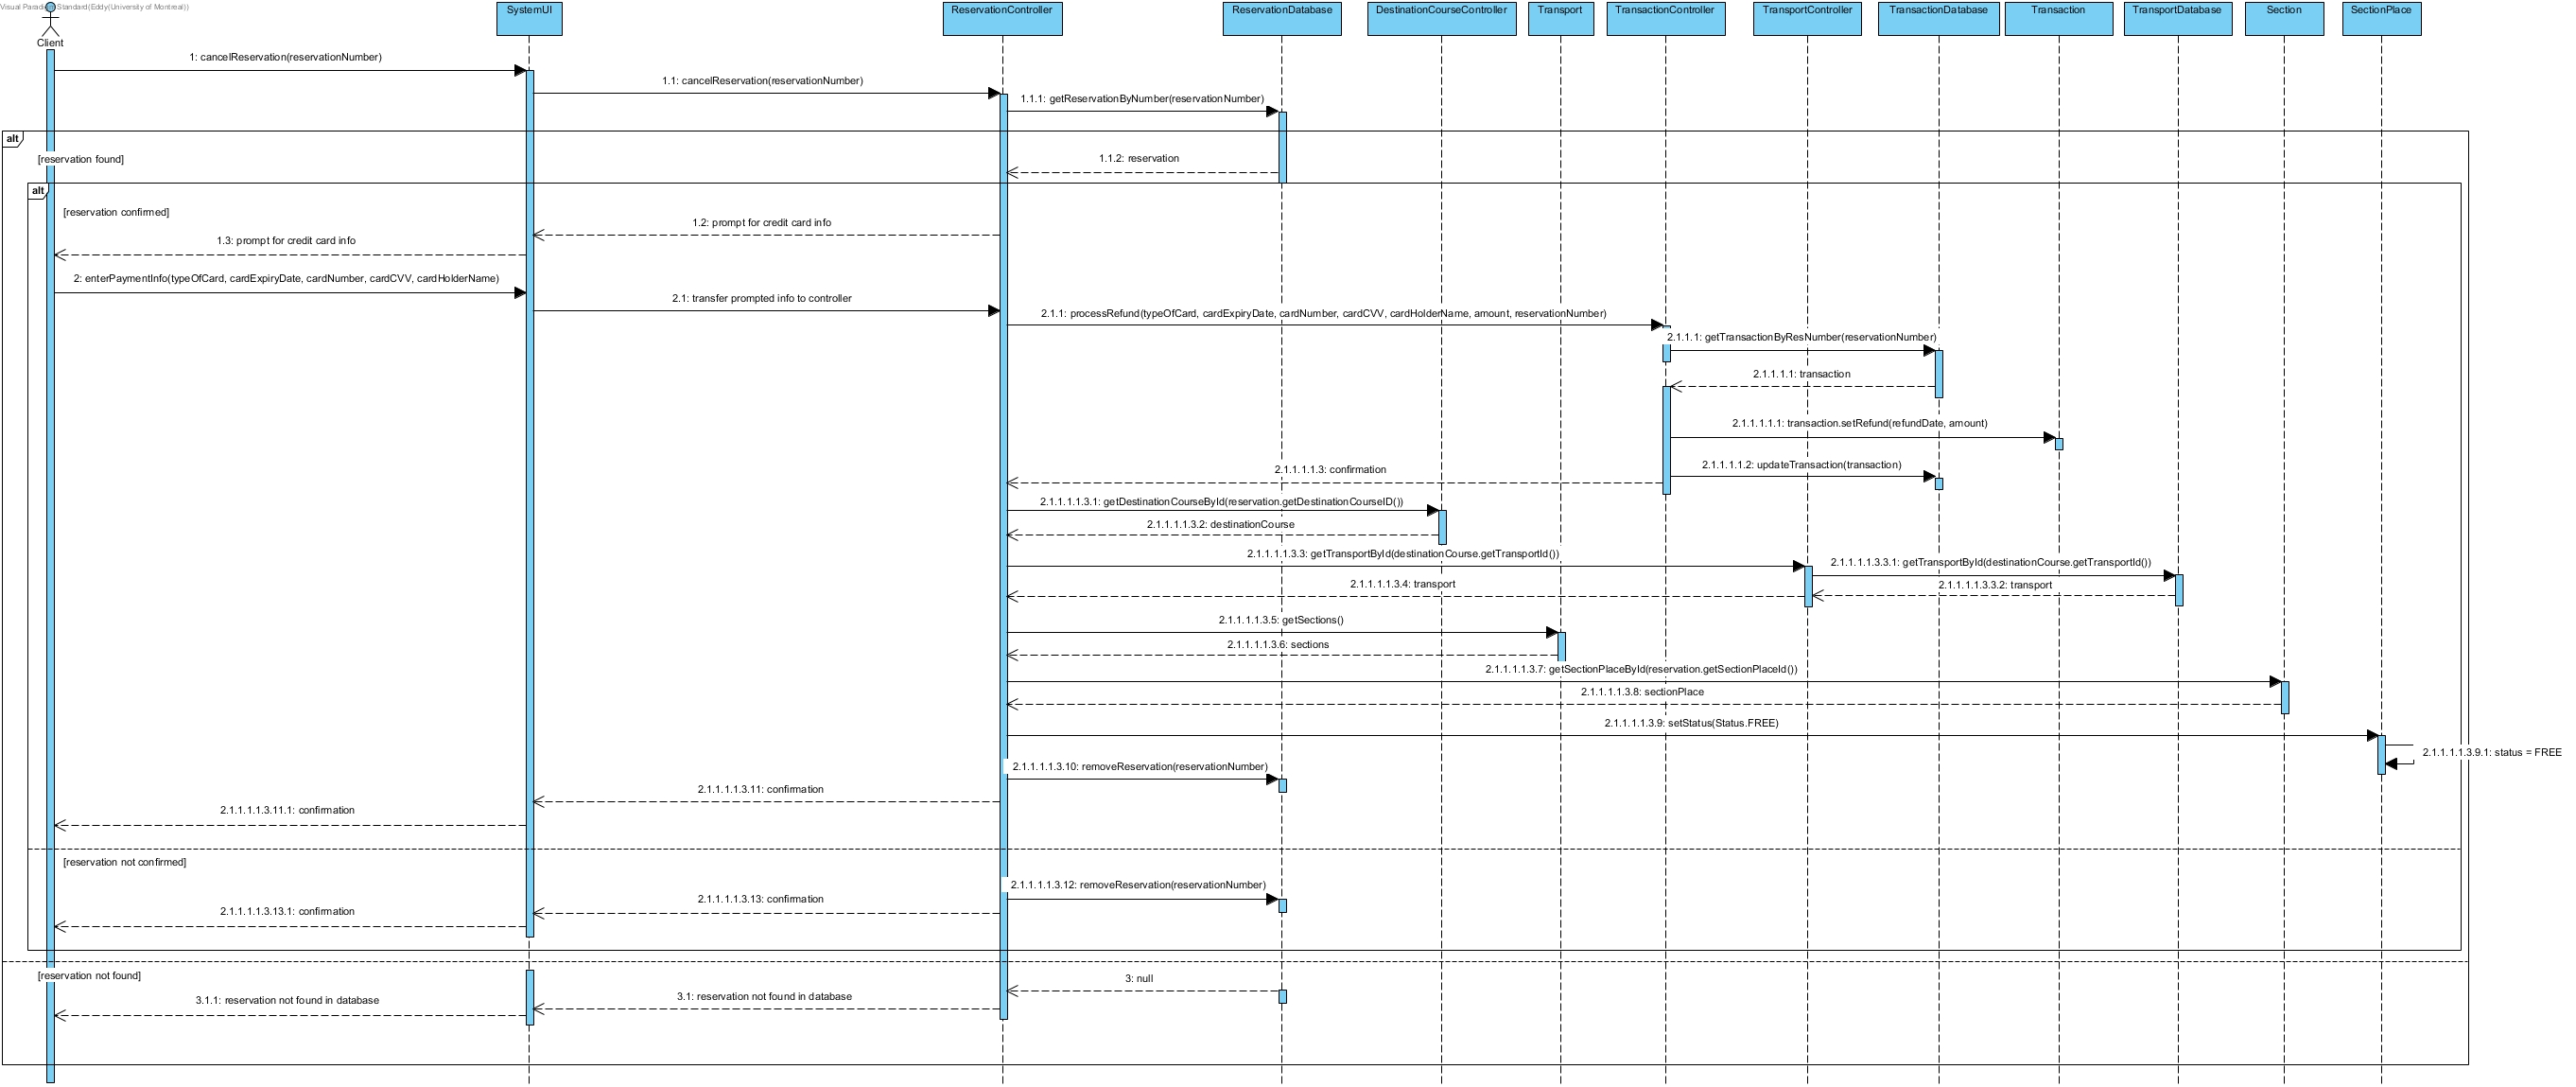 Visual Paradigm Standard(Eddy(University of Montreal))
Client
SystemUI
ReservationController
ReservationDatabase
DestinationCourseController
Transport
TransactionController
TransportController
TransactionDatabase
Transaction
TransportDatabase
Section
SectionPlace
1: cancelReservation(reservationNumber)
1.1: cancelReservation(reservationNumber)
1.1.1: getReservationByNumber(reservationNumber)
alt
[reservation found]
1.1.2: reservation
alt
[reservation confirmed]
1.2: prompt for credit card info
1.3: prompt for credit card info
2: enterPaymentInfo(typeOfCard, cardExpiryDate, cardNumber, cardCVV, cardHolderName)
2.1: transfer prompted info to controller
2.1.1: processRefund(typeOfCard, cardExpiryDate, cardNumber, cardCVV, cardHolderName, amount, reservationNumber)
2.1.1.1: getTransactionByResNumber(reservationNumber)
2.1.1.1.1: transaction
2.1.1.1.1.1: transaction.setRefund(refundDate, amount)
2.1.1.1.1.2: updateTransaction(transaction)
2.1.1.1.1.3: confirmation
2.1.1.1.1.3.1: getDestinationCourseById(reservation.getDestinationCourseID())
2.1.1.1.1.3.2: destinationCourse
2.1.1.1.1.3.3: getTransportById(destinationCourse.getTransportId())
2.1.1.1.1.3.3.1: getTransportById(destinationCourse.getTransportId())
2.1.1.1.1.3.4: transport
2.1.1.1.1.3.3.2: transport
2.1.1.1.1.3.5: getSections()
2.1.1.1.1.3.6: sections
2.1.1.1.1.3.7: getSectionPlaceById(reservation.getSectionPlaceId())
2.1.1.1.1.3.8: sectionPlace
2.1.1.1.1.3.9: setStatus(Status.FREE)
2.1.1.1.1.3.9.1: status = FREE
2.1.1.1.1.3.10: removeReservation(reservationNumber)
2.1.1.1.1.3.11: confirmation
2.1.1.1.1.3.11.1: confirmation
[reservation not confirmed]
2.1.1.1.1.3.12: removeReservation(reservationNumber)
2.1.1.1.1.3.13: confirmation
2.1.1.1.1.3.13.1: confirmation
[reservation not found]
3: null
3.1: reservation not found in database
3.1.1: reservation not found in database